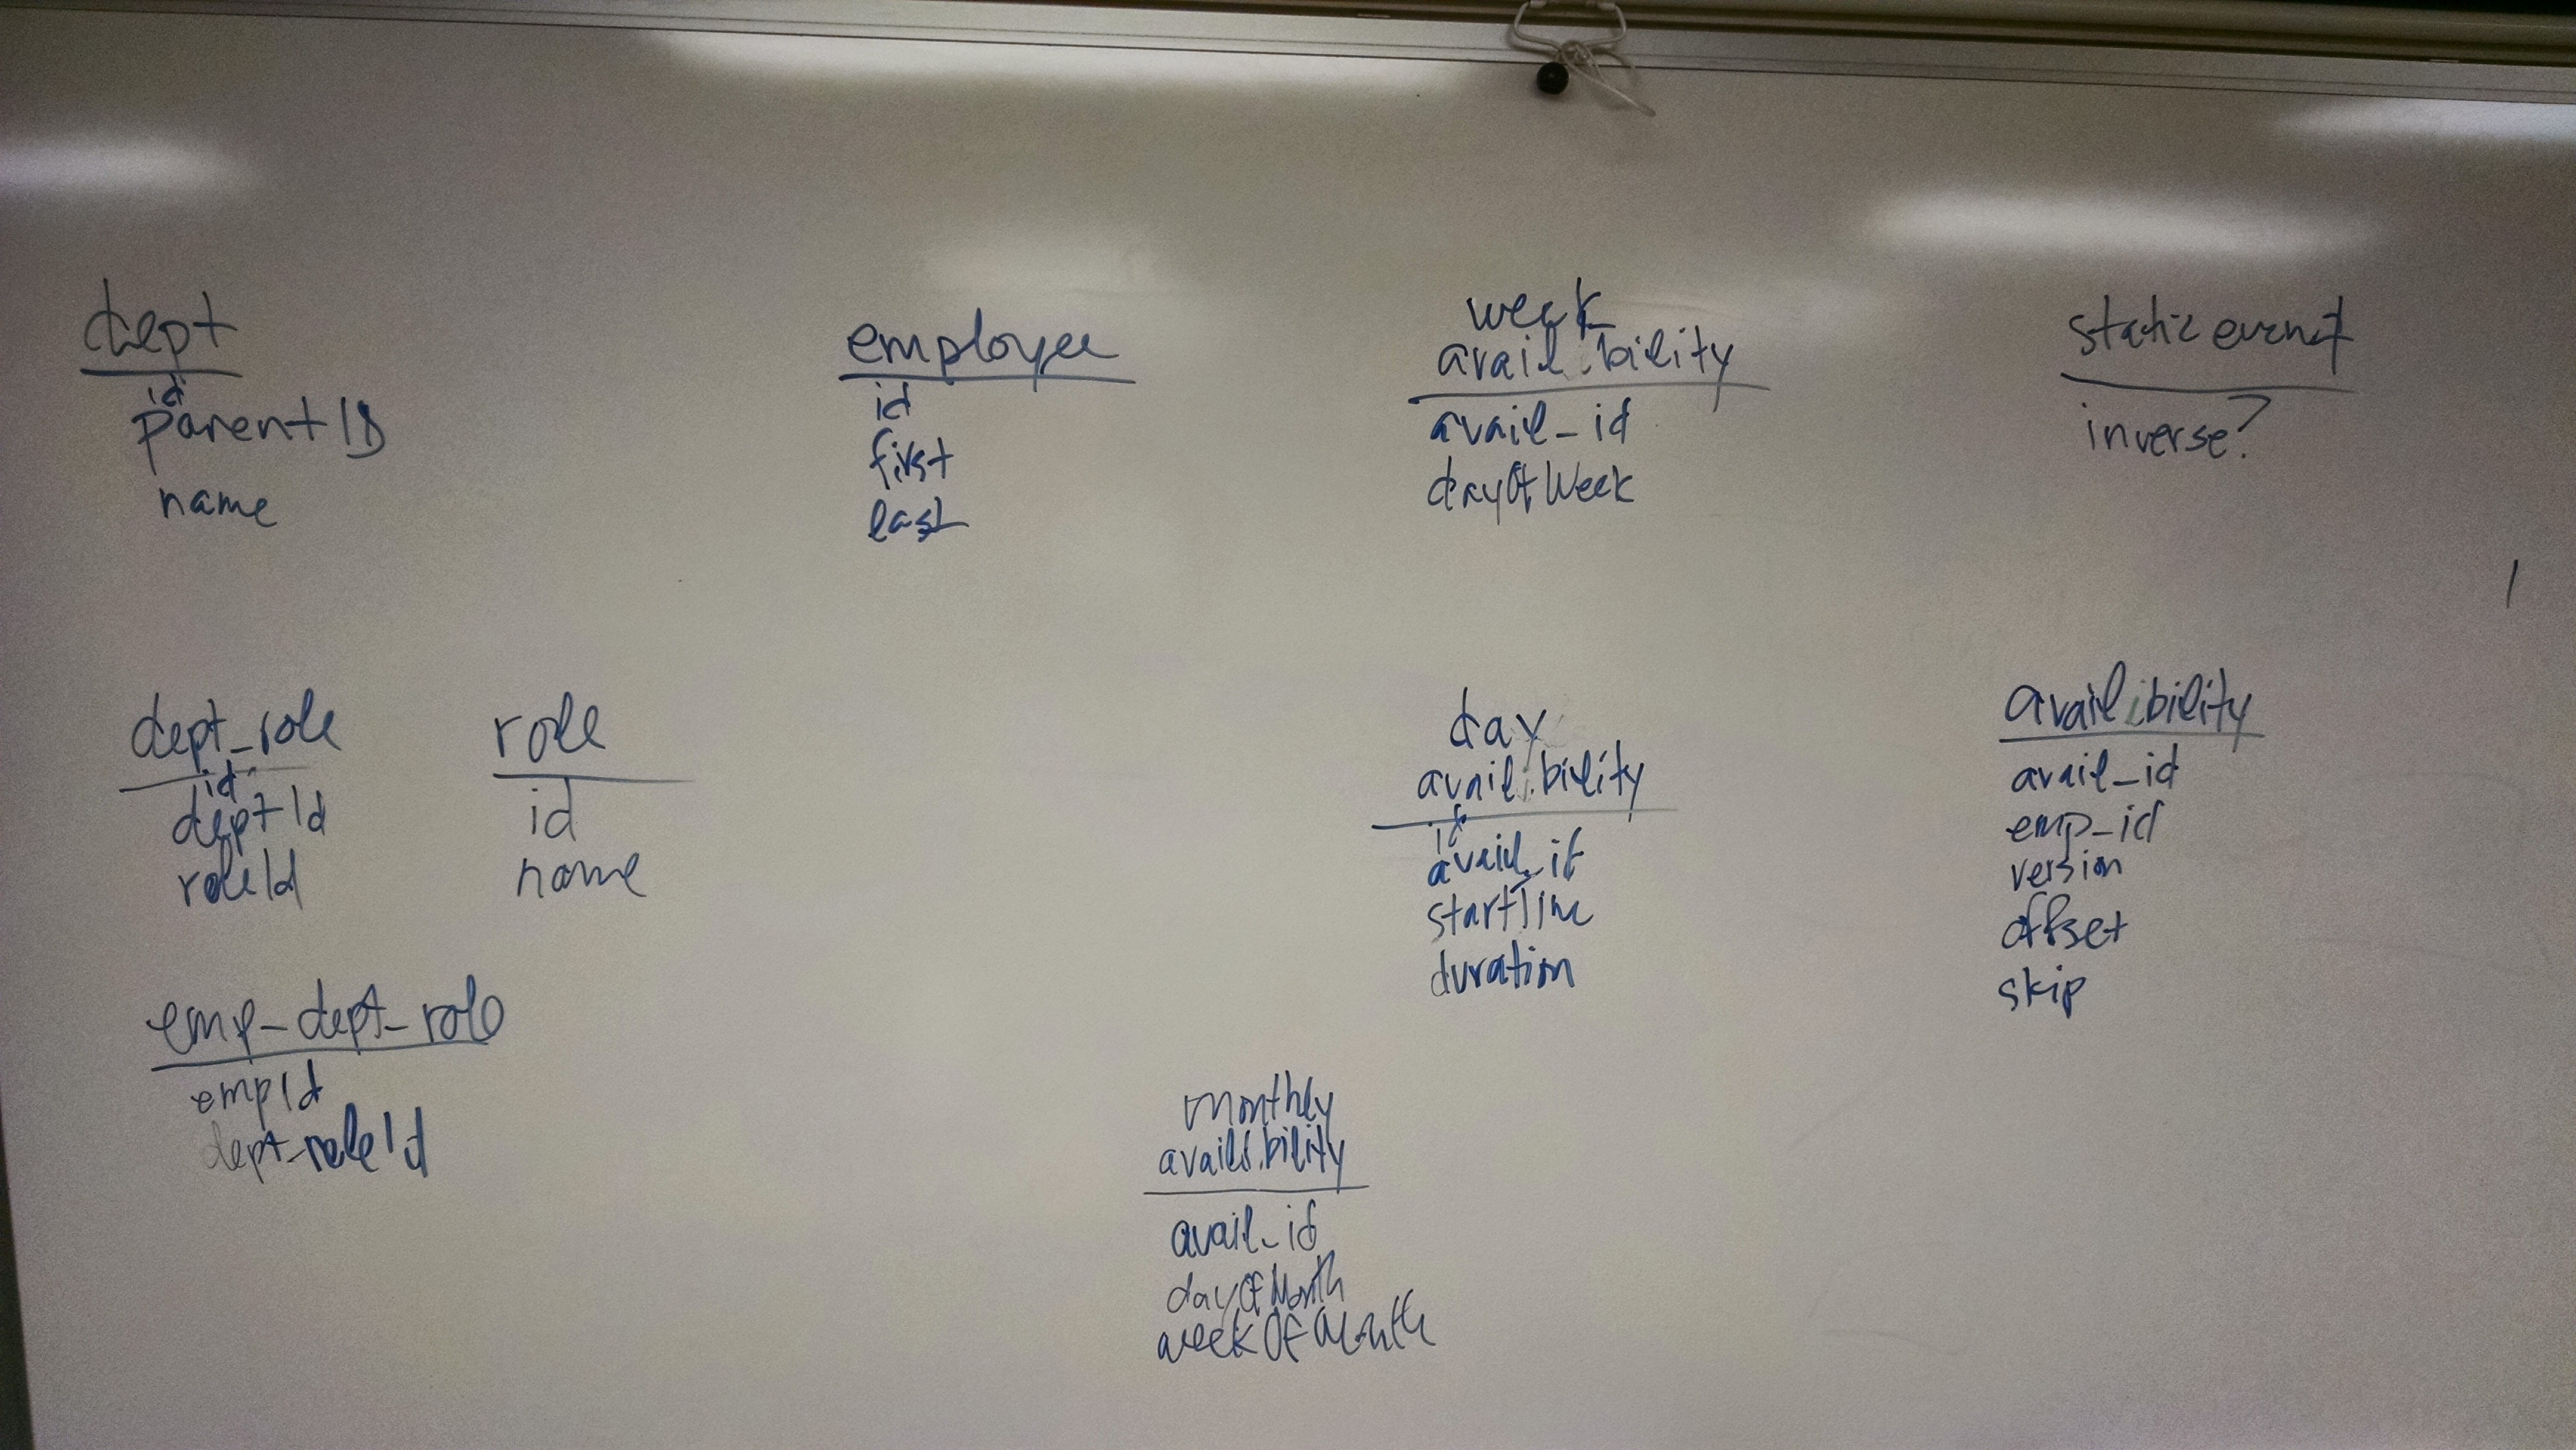 dept
id
parentID
name
employee
id
first
last
week
availibility
avail_id
dayOfWeek
static event
inverse?
dept_role
id
deptId
roleId
role
id
name
day
availibility
id
avail_id
startTime
duration
availibility
avail_id
emp_id
version
offset
skip
emp_dept_role
empId
dept_roleId
monthly
availibility
avail_id
dayOfMonth
weekOfMonth